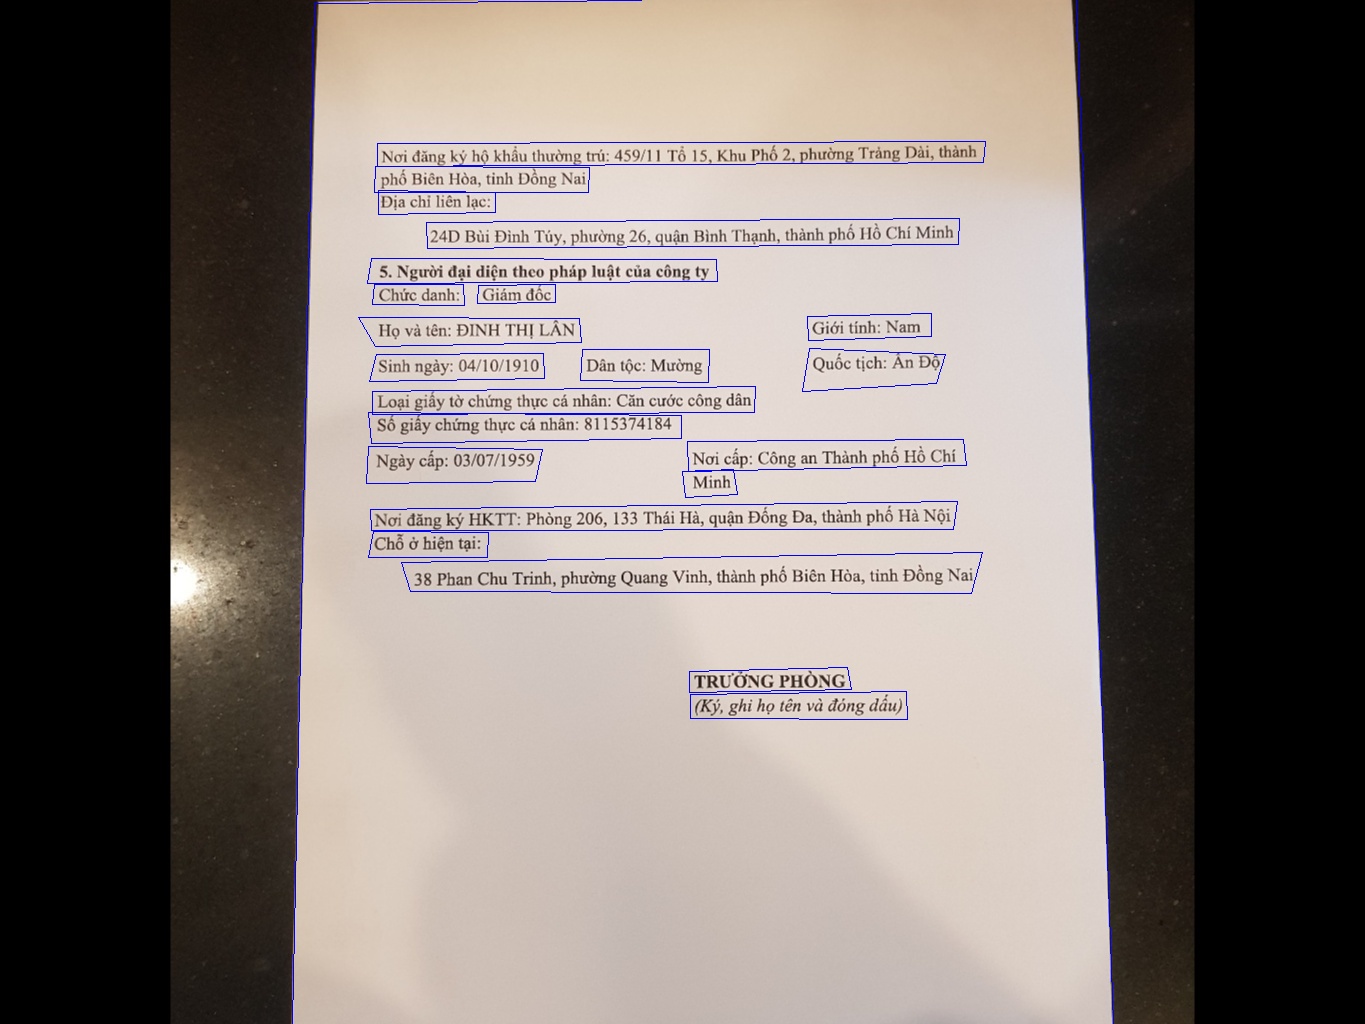 Nơi đăng ký hộ khẩu thường trú: 459/11 Tổ 15, Khu Phố 2, phường Trảng Dài, thành
phố Biên Hòa, tỉnh Đồng Nai
Địa chỉ liên lạc:
24D Bùi Đình Túy, phường 26, quận Bình Thạnh, thành phố Hồ Chí Minh
5. Người đại diện theo pháp luật của công ty
Chức danh: Giám đốc
Họ và tên: ĐINH THỊ LÂN Giới tính: Nam
Sinh ngày: 04/10/1910 Dân tộc: Mường Quốc tịch: Ấn Độ
Loại giấy tờ chứng thực cá nhân: Căn cước công dân
Số giấy chứng thực cá nhân: 8115374184
Ngày cấp: 03/07/1959 Nơi cấp: Công an Thành phố Hồ Chí
Minh
Nơi đăng ký HKTT: Phòng 206, 133 Thái Hà, quận Đống Đa, thành phố Hà Nội
Chỗ ở hiện tại:
38 Phan Chu Trinh, phường Quang Vinh, thành phố Biên Hòa, tỉnh Đồng Nai
TRƯỞNG PHÒNG
(Ký, ghi họ tên và đóng dấu)